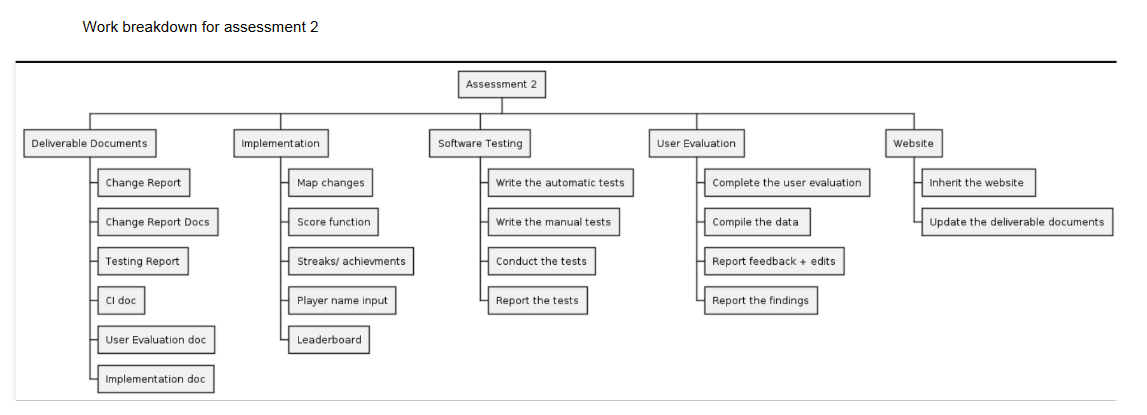 Work breakdown for assessment 2
Assessment 2
Deliverable Documents
Change Report
Change Report Docs
Testing Report
CI doc
User Evaluation doc
Implementation doc
Implementation
Map changes
Score function
Streaks/ achievments
Player name input
Leaderboard
Software Testing
Write the automatic tests
Write the manual tests
Conduct the tests
Report the tests
User Evaluation
Complete the user evaluation
Compile the data
Report feedback + edits
Report the findings
Website
Inherit the website
Update the deliverable documents